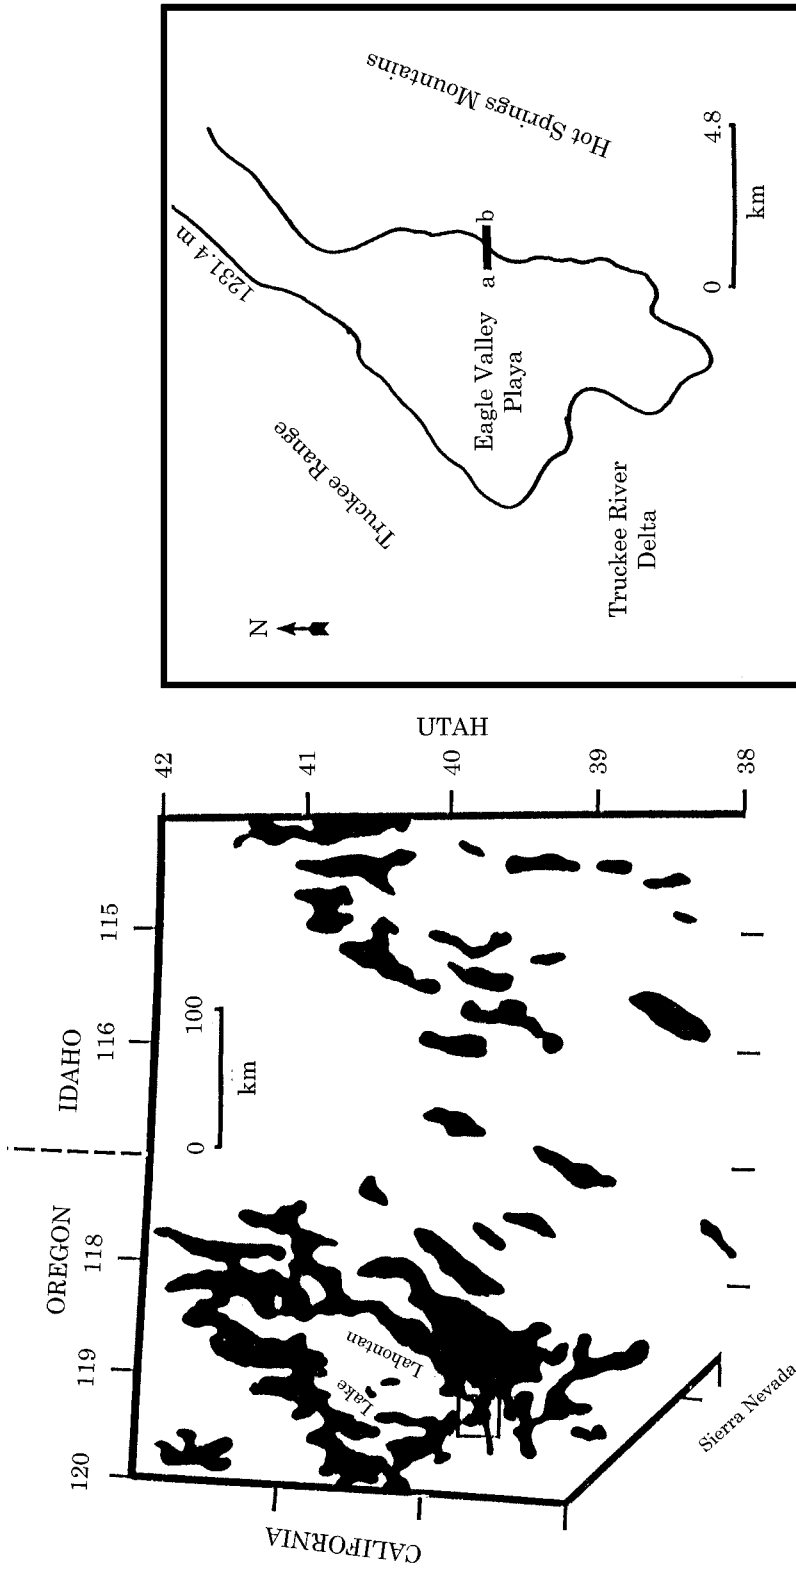 OREGON
IDAHO
120
119
118
116
115
42
41
40
39
38
UTAH
CALIFORNIA
0
100
km
Lake
Lahontan
Sierra Nevada
N
1231.4 m
Truckee Range
Hot Springs Mountains
Eagle Valley
Playa
a
b
Truckee River
Delta
0
4.8
km